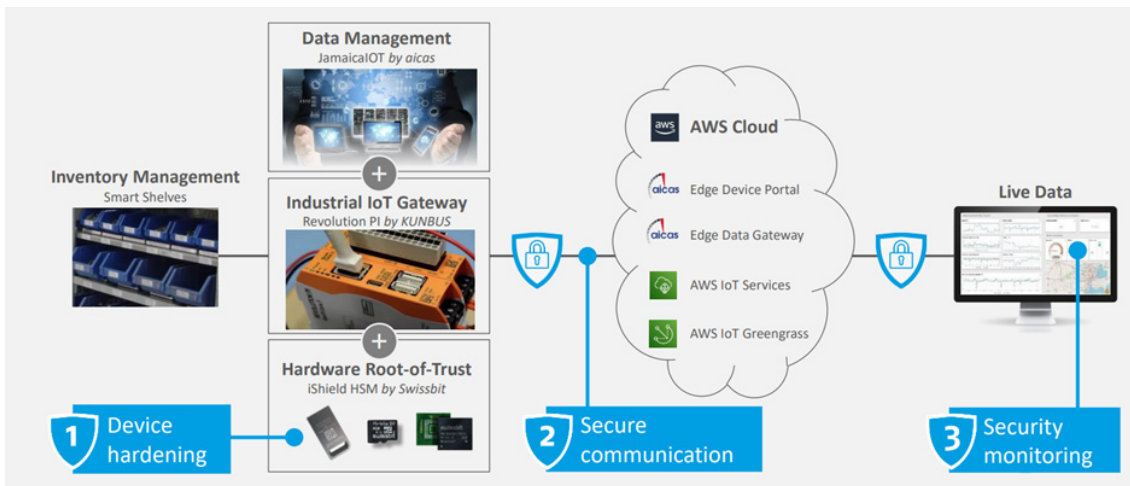 Data Management
JamaicaIOT by aicas
Inventory Management
Smart Shelves
+
Industrial IoT Gateway
Revolution PI by KUNBUS
+
Hardware Root-of-Trust
iShield HSM by Swissbit
aws
AWS Cloud
aicas
Edge Device Portal
aicas
Edge Data Gateway
AWS IoT Services
AWS IoT Greengrass
Live Data
1
Device
hardening
2
Secure
communication
3
Security
monitoring